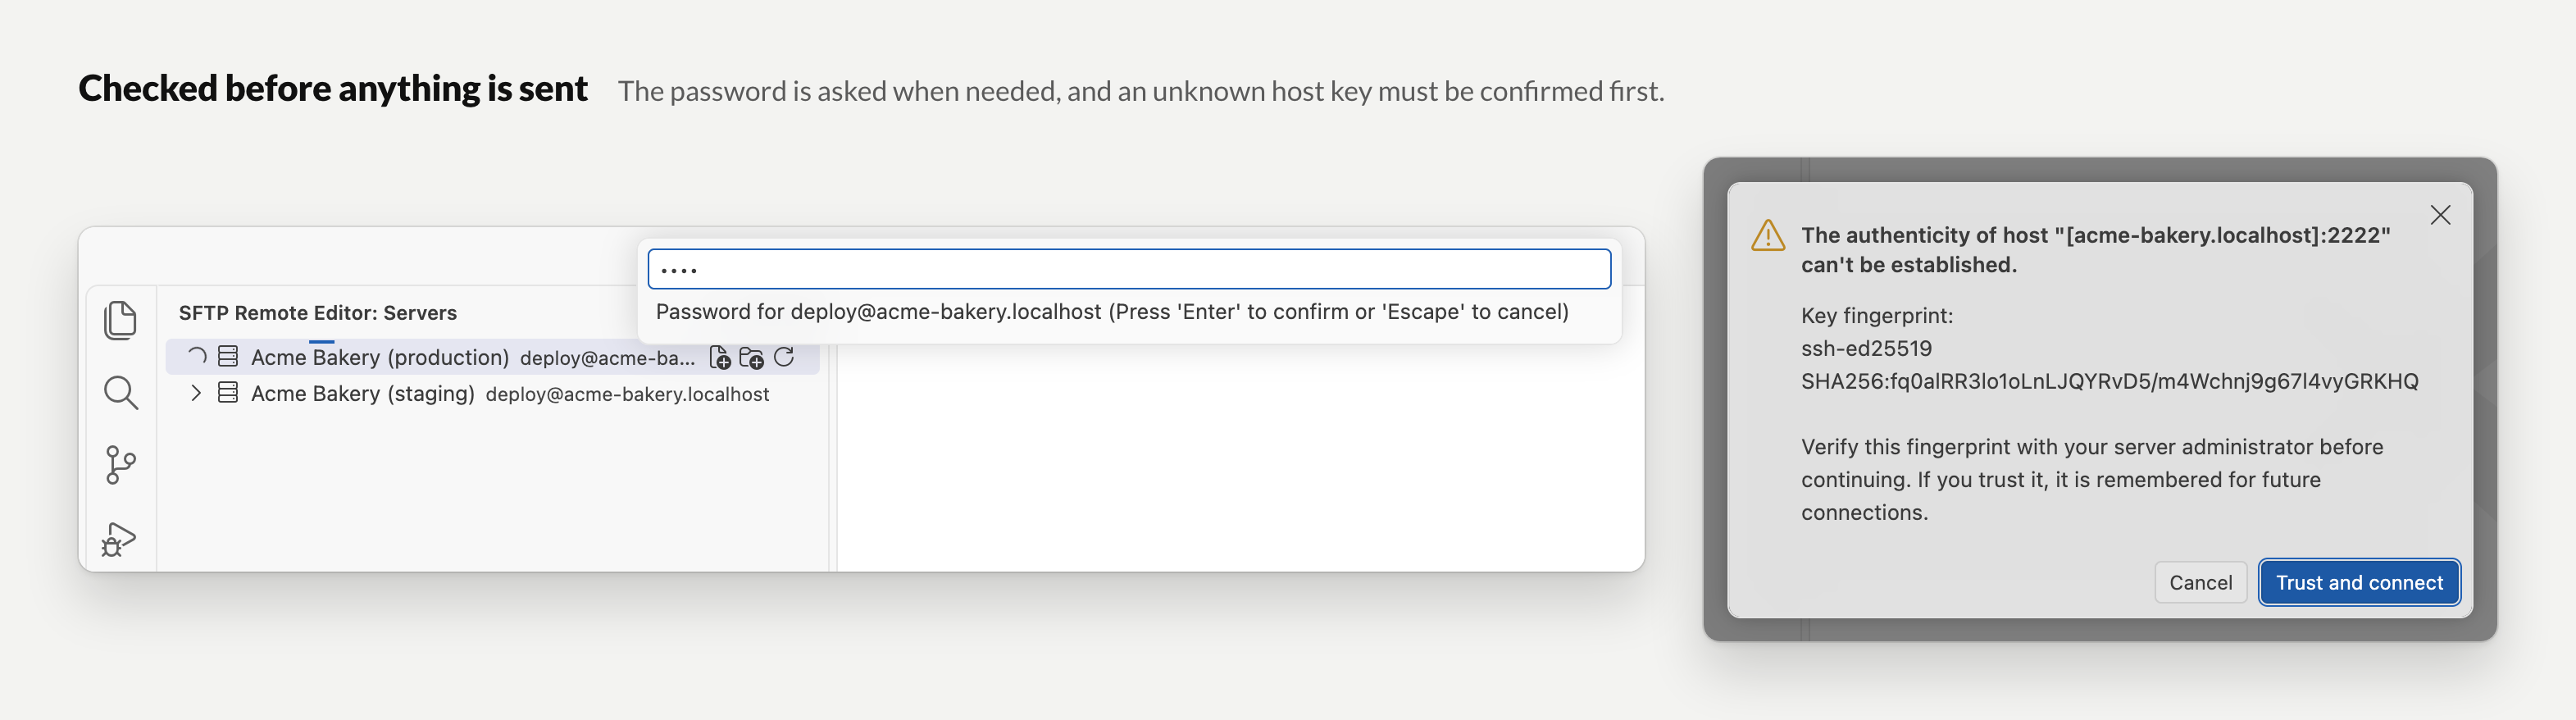 Checked before anything is sent
The password is asked when needed, and an unknown host key must be confirmed first.
••••
Password for deploy@acme-bakery.localhost (Press 'Enter' to confirm or 'Escape' to cancel)
SFTP Remote Editor: Servers
Acme Bakery (production) deploy@acme-ba...
Acme Bakery (staging) deploy@acme-bakery.localhost
The authenticity of host "[acme-bakery.localhost]:2222"
can't be established.
Key fingerprint:
ssh-ed25519
SHA256:fq0alRR3lo1oLnLJQYRvD5/m4Wchnj9g67l4vyGRKHQ
Verify this fingerprint with your server administrator before
continuing. If you trust it, it is remembered for future
connections.
Cancel
Trust and connect